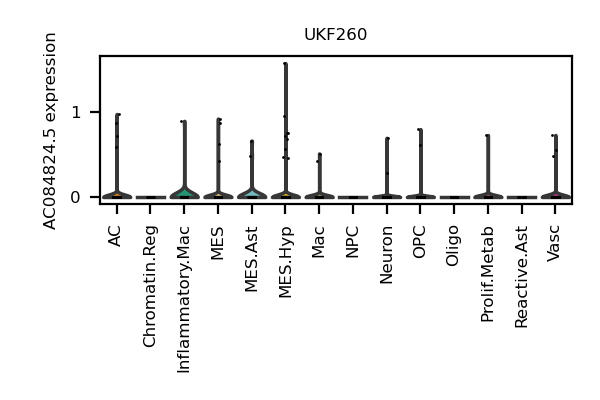 UKF260
AC084824.5 expression
1
0
AC
Chromatin.Reg
Inflammatory.Mac
MES
MES.Ast
MES.Hyp
Mac
NPC
Neuron
OPC
Oligo
Prolif.Metab
Reactive.Ast
Vasc